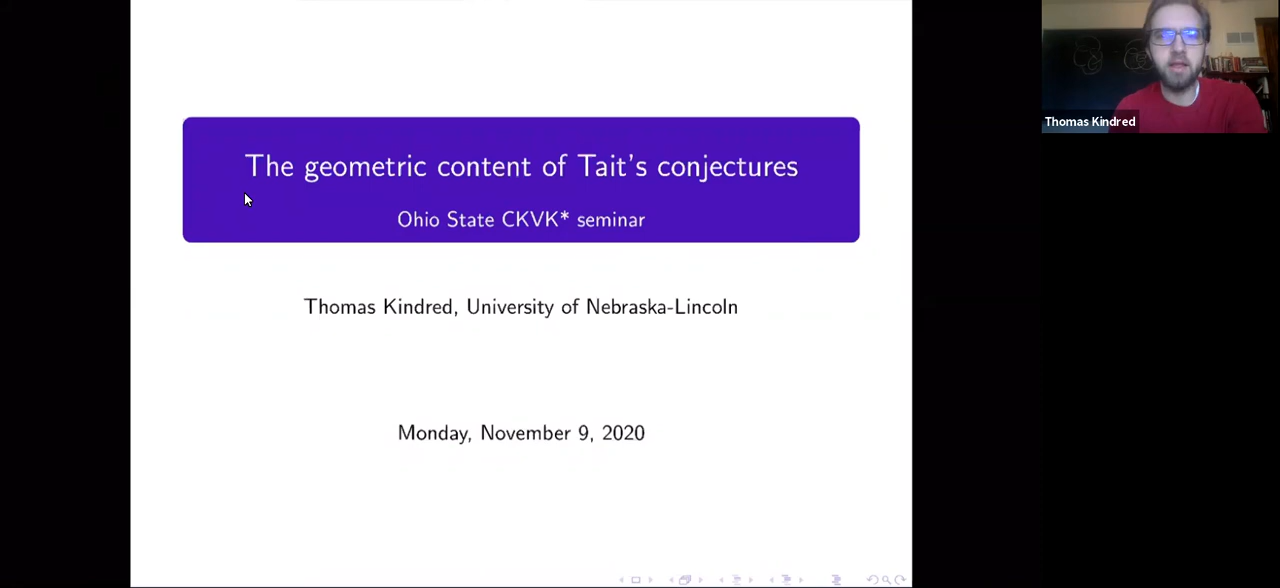 The geometric content of Tait's conjectures
Ohio State CKVK* seminar
Thomas Kindred, University of Nebraska-Lincoln
Monday, November 9, 2020
Thomas Kindred